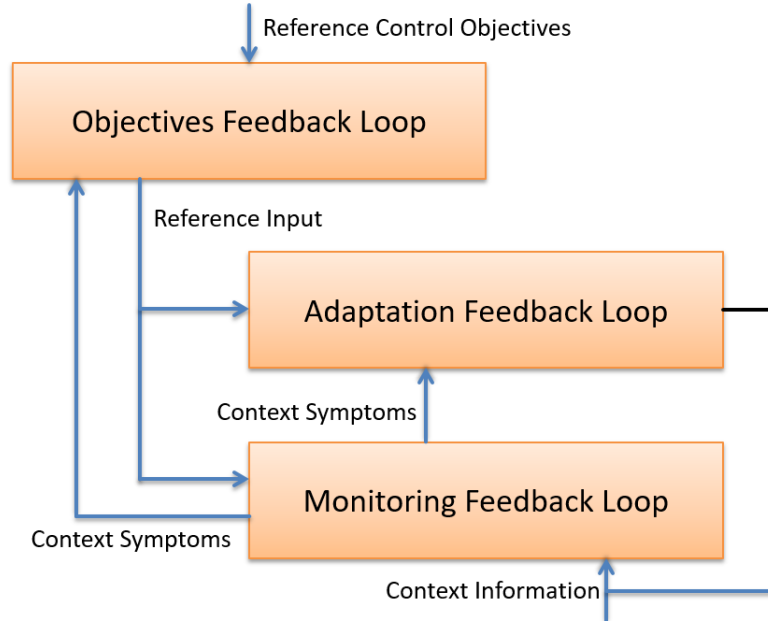 Reference Control Objectives
Objectives Feedback Loop
Reference Input
Adaptation Feedback Loop
Context Symptoms
Monitoring Feedback Loop
Context Symptoms
Context Information